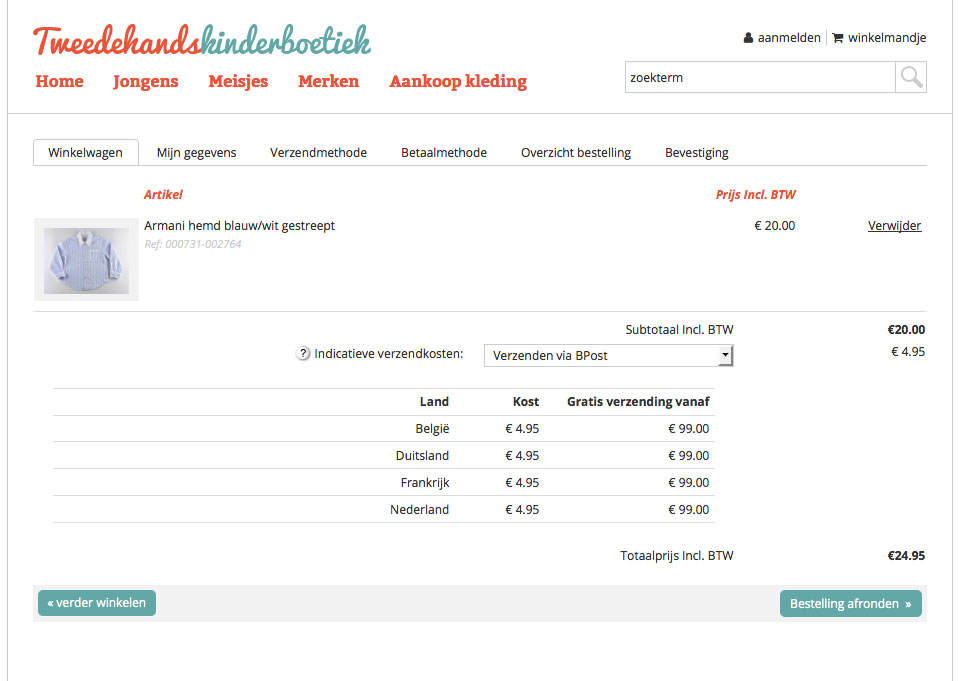 Tweedehandskinderboetiek
aanmelden winkelmandje
Home Jongens Meisjes Merken Aankoop kleding
zoekterm
Winkelwagen Mijn gegevens Verzendmethode Betaalmethode Overzicht bestelling Bevestiging
Artikel Prijs Incl. BTW
Armani hemd blauw/wit gestreept € 20.00 Verwijder
Ref: 000731-002764
Subtotaal Incl. BTW €20.00
? Indicatieve verzendkosten: Verzenden via BPost € 4.95
Land Kost Gratis verzending vanaf
België € 4.95 € 99.00
Duitsland € 4.95 € 99.00
Frankrijk € 4.95 € 99.00
Nederland € 4.95 € 99.00
Totaalprijs Incl. BTW €24.95
« verder winkelen Bestelling afronden »